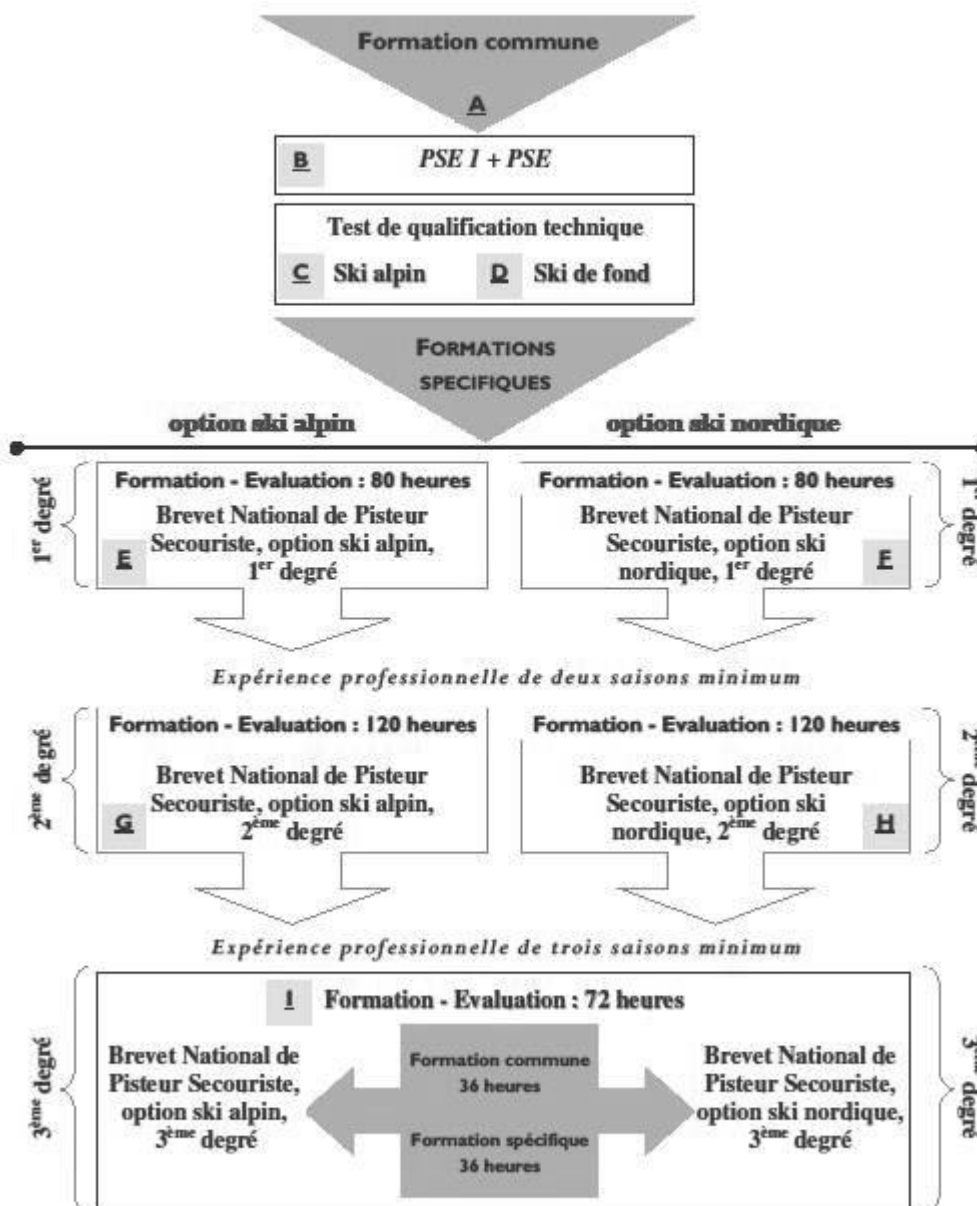 Formation commune
A
B PSE 1 + PSE
Test de qualification technique
C Ski alpin D Ski de fond
FORMATIONS
SPECIFIQUES
option ski alpin
option ski nordique
1er degré
Formation - Evaluation : 80 heures
Brevet National de Pisteur
Secouriste, option ski alpin,
1er degré
E
Formation - Evaluation : 80 heures
Brevet National de Pisteur
Secouriste, option ski
nordique, 1er degré
F
1er degré
Expérience professionnelle de deux saisons minimum
2ème degré
Formation - Evaluation : 120 heures
Brevet National de Pisteur
Secouriste, option ski alpin,
2ème degré
G
Formation - Evaluation : 120 heures
Brevet National de Pisteur
Secouriste, option ski
nordique, 2ème degré
H
2ème degré
Expérience professionnelle de trois saisons minimum
3ème degré
I Formation - Evaluation : 72 heures
Brevet National de
Pisteur Secouriste,
option ski alpin,
3ème degré
Formation commune
36 heures
Formation spécifique
36 heures
Brevet National de
Pisteur Secouriste,
option ski nordique,
3ème degré
3ème degré